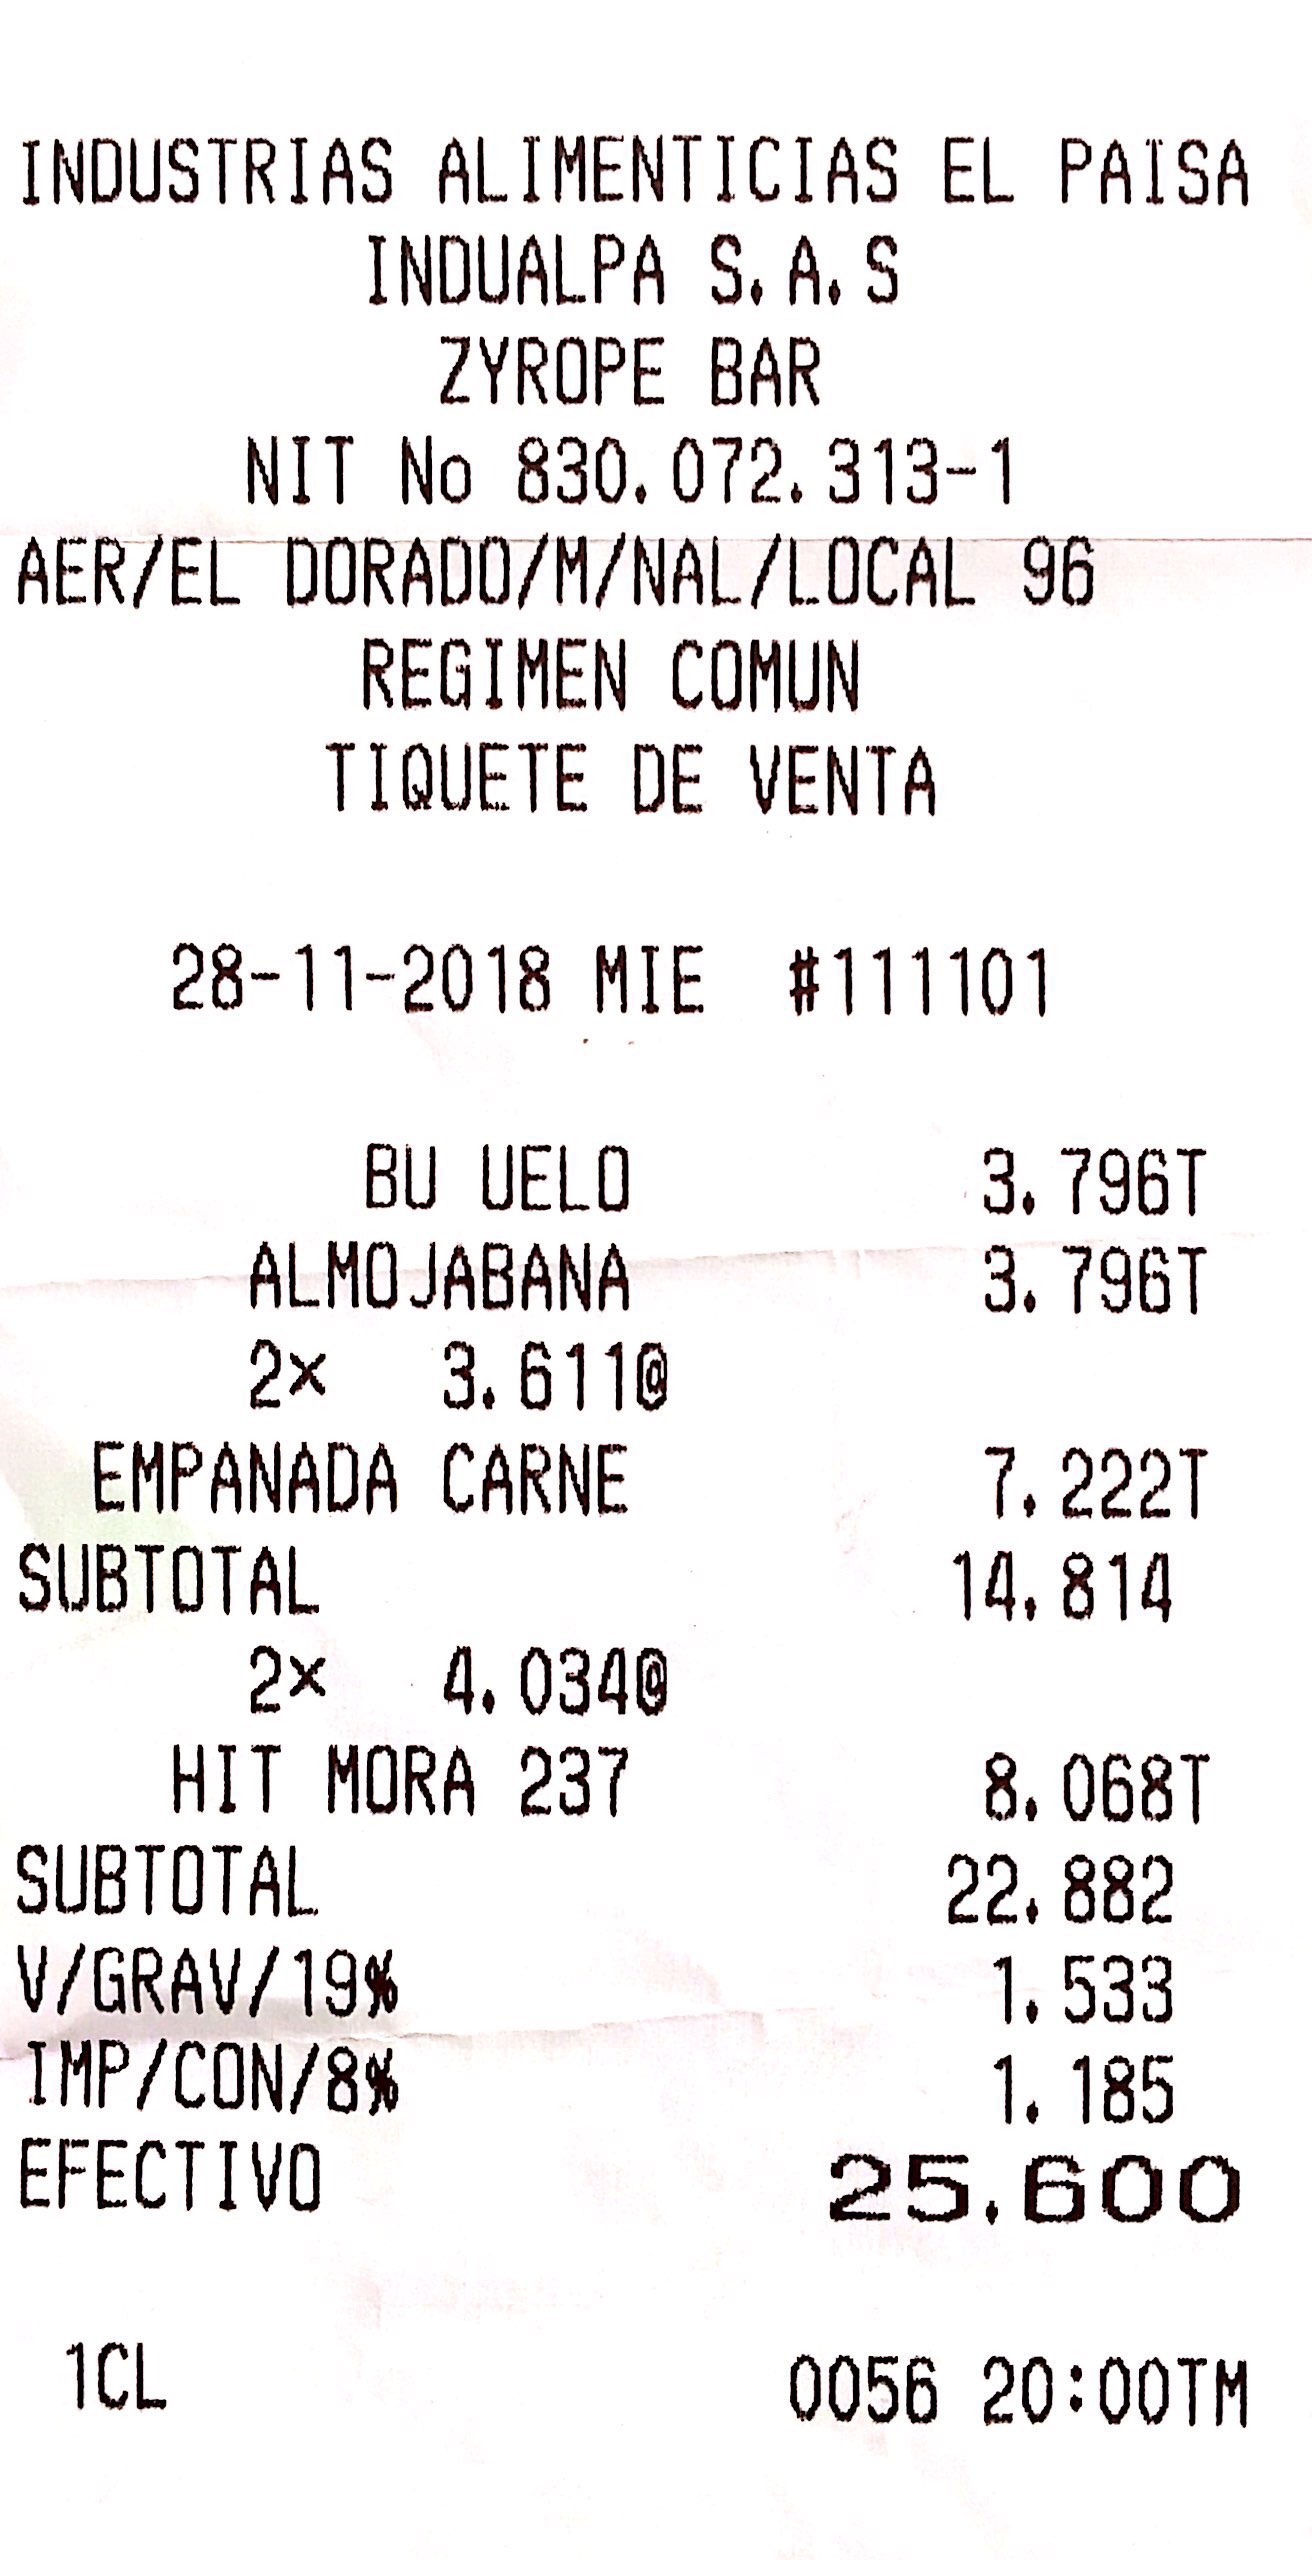 INDUSTRIAS ALIMENTICIAS EL PAISA
INDUALPA S.A.S
ZYROPE BAR
NIT No 830.072.313-1
AER/EL DORADO/M/NAL/LOCAL 96
REGIMEN COMUN
TIQUETE DE VENTA
28-11-2018 MIE #111101
BU UELO 3.796T
ALMOJABANA 3.796T
2× 3.611@
EMPANADA CARNE 7.222T
SUBTOTAL 14.814
2× 4.034@
HIT MORA 237 8.068T
SUBTOTAL 22.882
V/GRAV/19% 1.533
IMP/CON/8% 1.185
EFECTIVO 25.600
1CL 0056 20:00TM